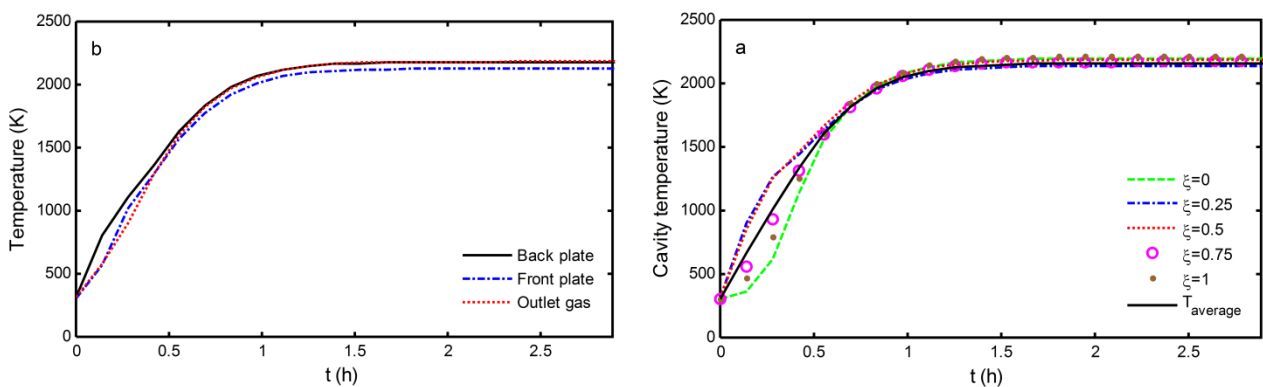 b
2500
2000
1500
1000
500
0
Temperature (K)
0
0.5
1
1.5
2
2.5
t (h)
Back plate
Front plate
Outlet gas
a
2500
2000
1500
1000
500
0
Cavity temperature (K)
0
0.5
1
1.5
2
2.5
t (h)
ξ=0
ξ=0.25
ξ=0.5
ξ=0.75
ξ=1
Taverage